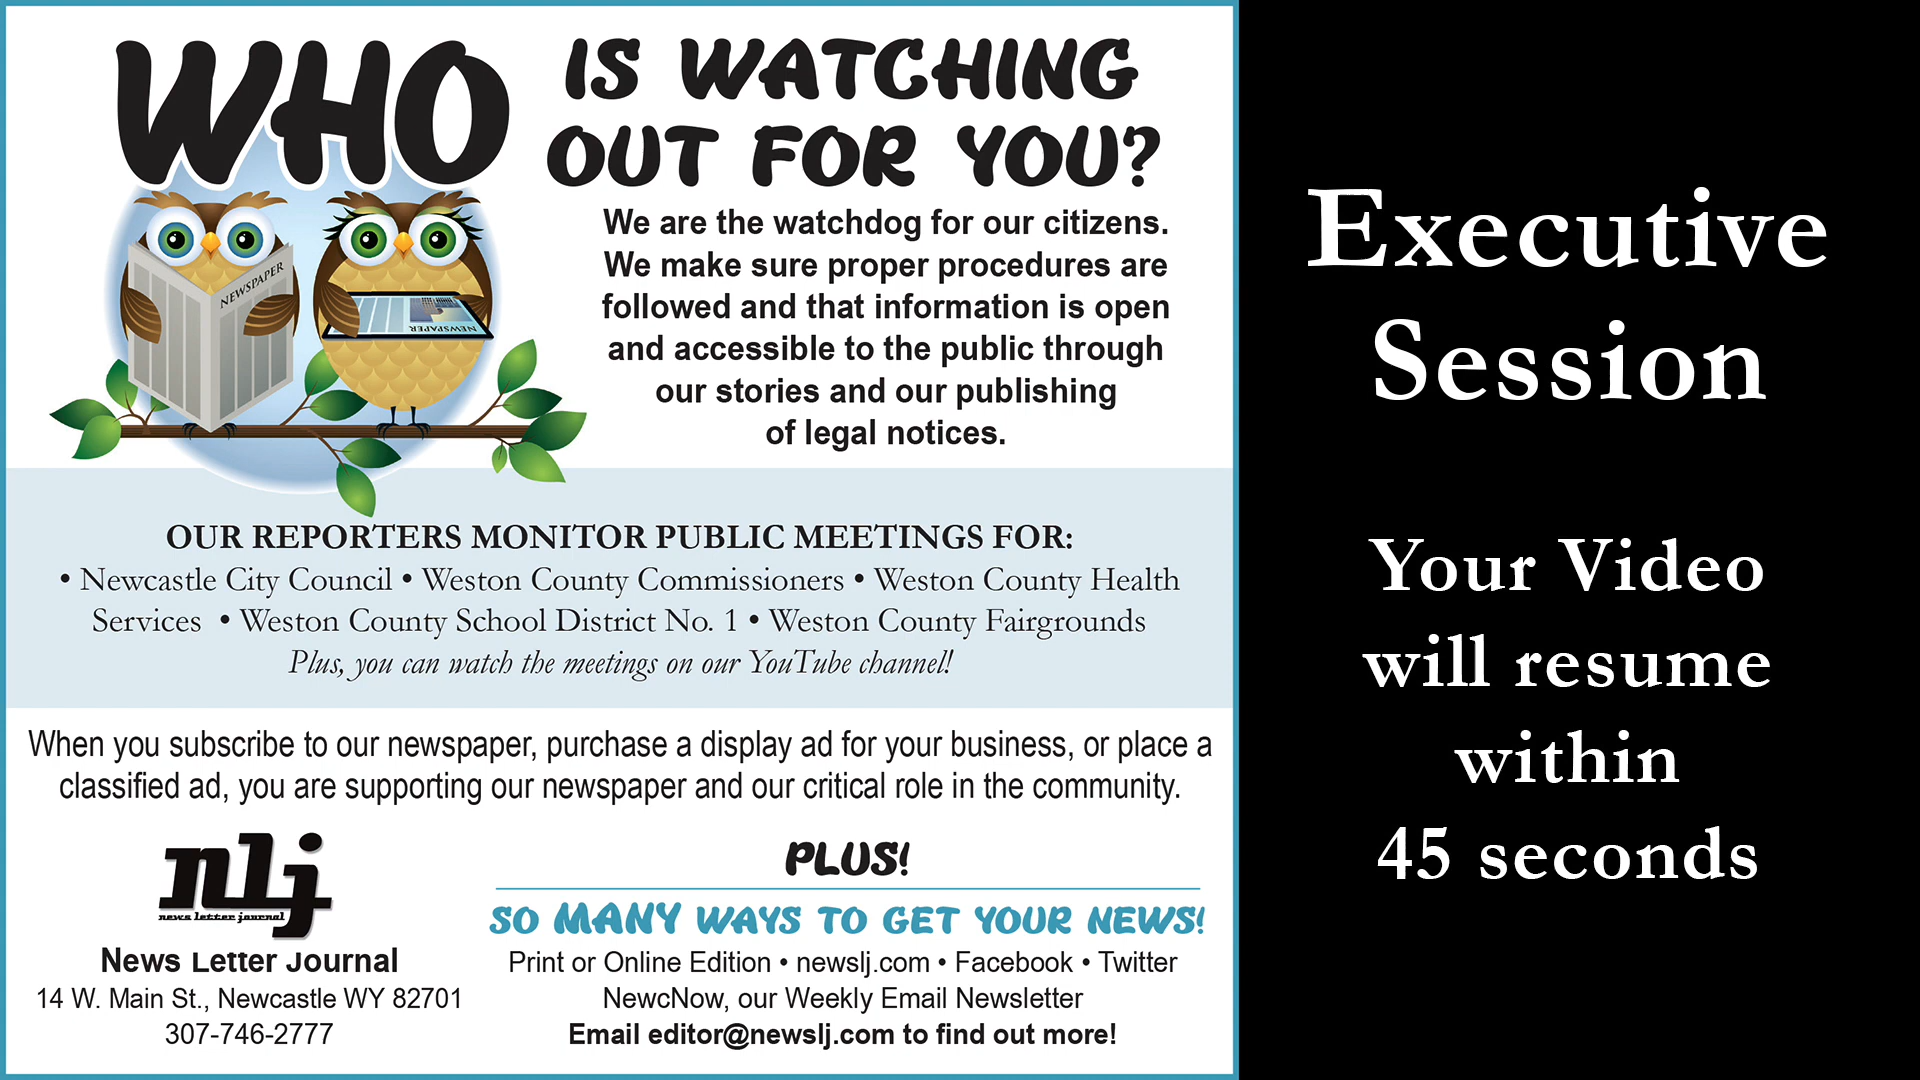 WHO IS WATCHING
OUT FOR YOU?
We are the watchdog for our citizens.
We make sure proper procedures are
followed and that information is open
and accessible to the public through
our stories and our publishing
of legal notices.
NEWSPAPER
NEWSPAPER
OUR REPORTERS MONITOR PUBLIC MEETINGS FOR:
• Newcastle City Council • Weston County Commissioners • Weston County Health
Services • Weston County School District No. 1 • Weston County Fairgrounds
Plus, you can watch the meetings on our YouTube channel!
When you subscribe to our newspaper, purchase a display ad for your business, or place a
classified ad, you are supporting our newspaper and our critical role in the community.
nlj
news letter journal
News Letter Journal
14 W. Main St., Newcastle WY 82701
307-746-2777
PLUS!
SO MANY WAYS TO GET YOUR NEWS!
Print or Online Edition • newslj.com • Facebook • Twitter
NewcNow, our Weekly Email Newsletter
Email editor@newslj.com to find out more!
Executive
Session
Your Video
will resume
within
45 seconds